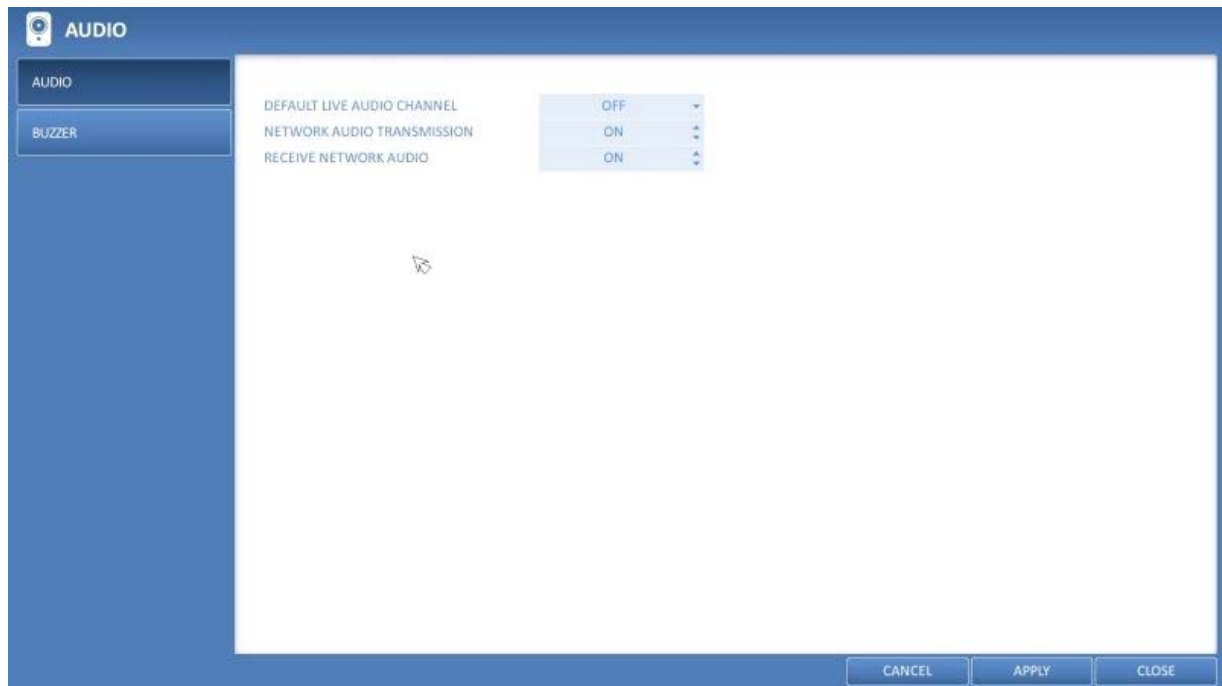 AUDIO
AUDIO
BUZZER
DEFAULT LIVE AUDIO CHANNEL OFF
NETWORK AUDIO TRANSMISSION ON
RECEIVE NETWORK AUDIO ON
CANCEL APPLY CLOSE